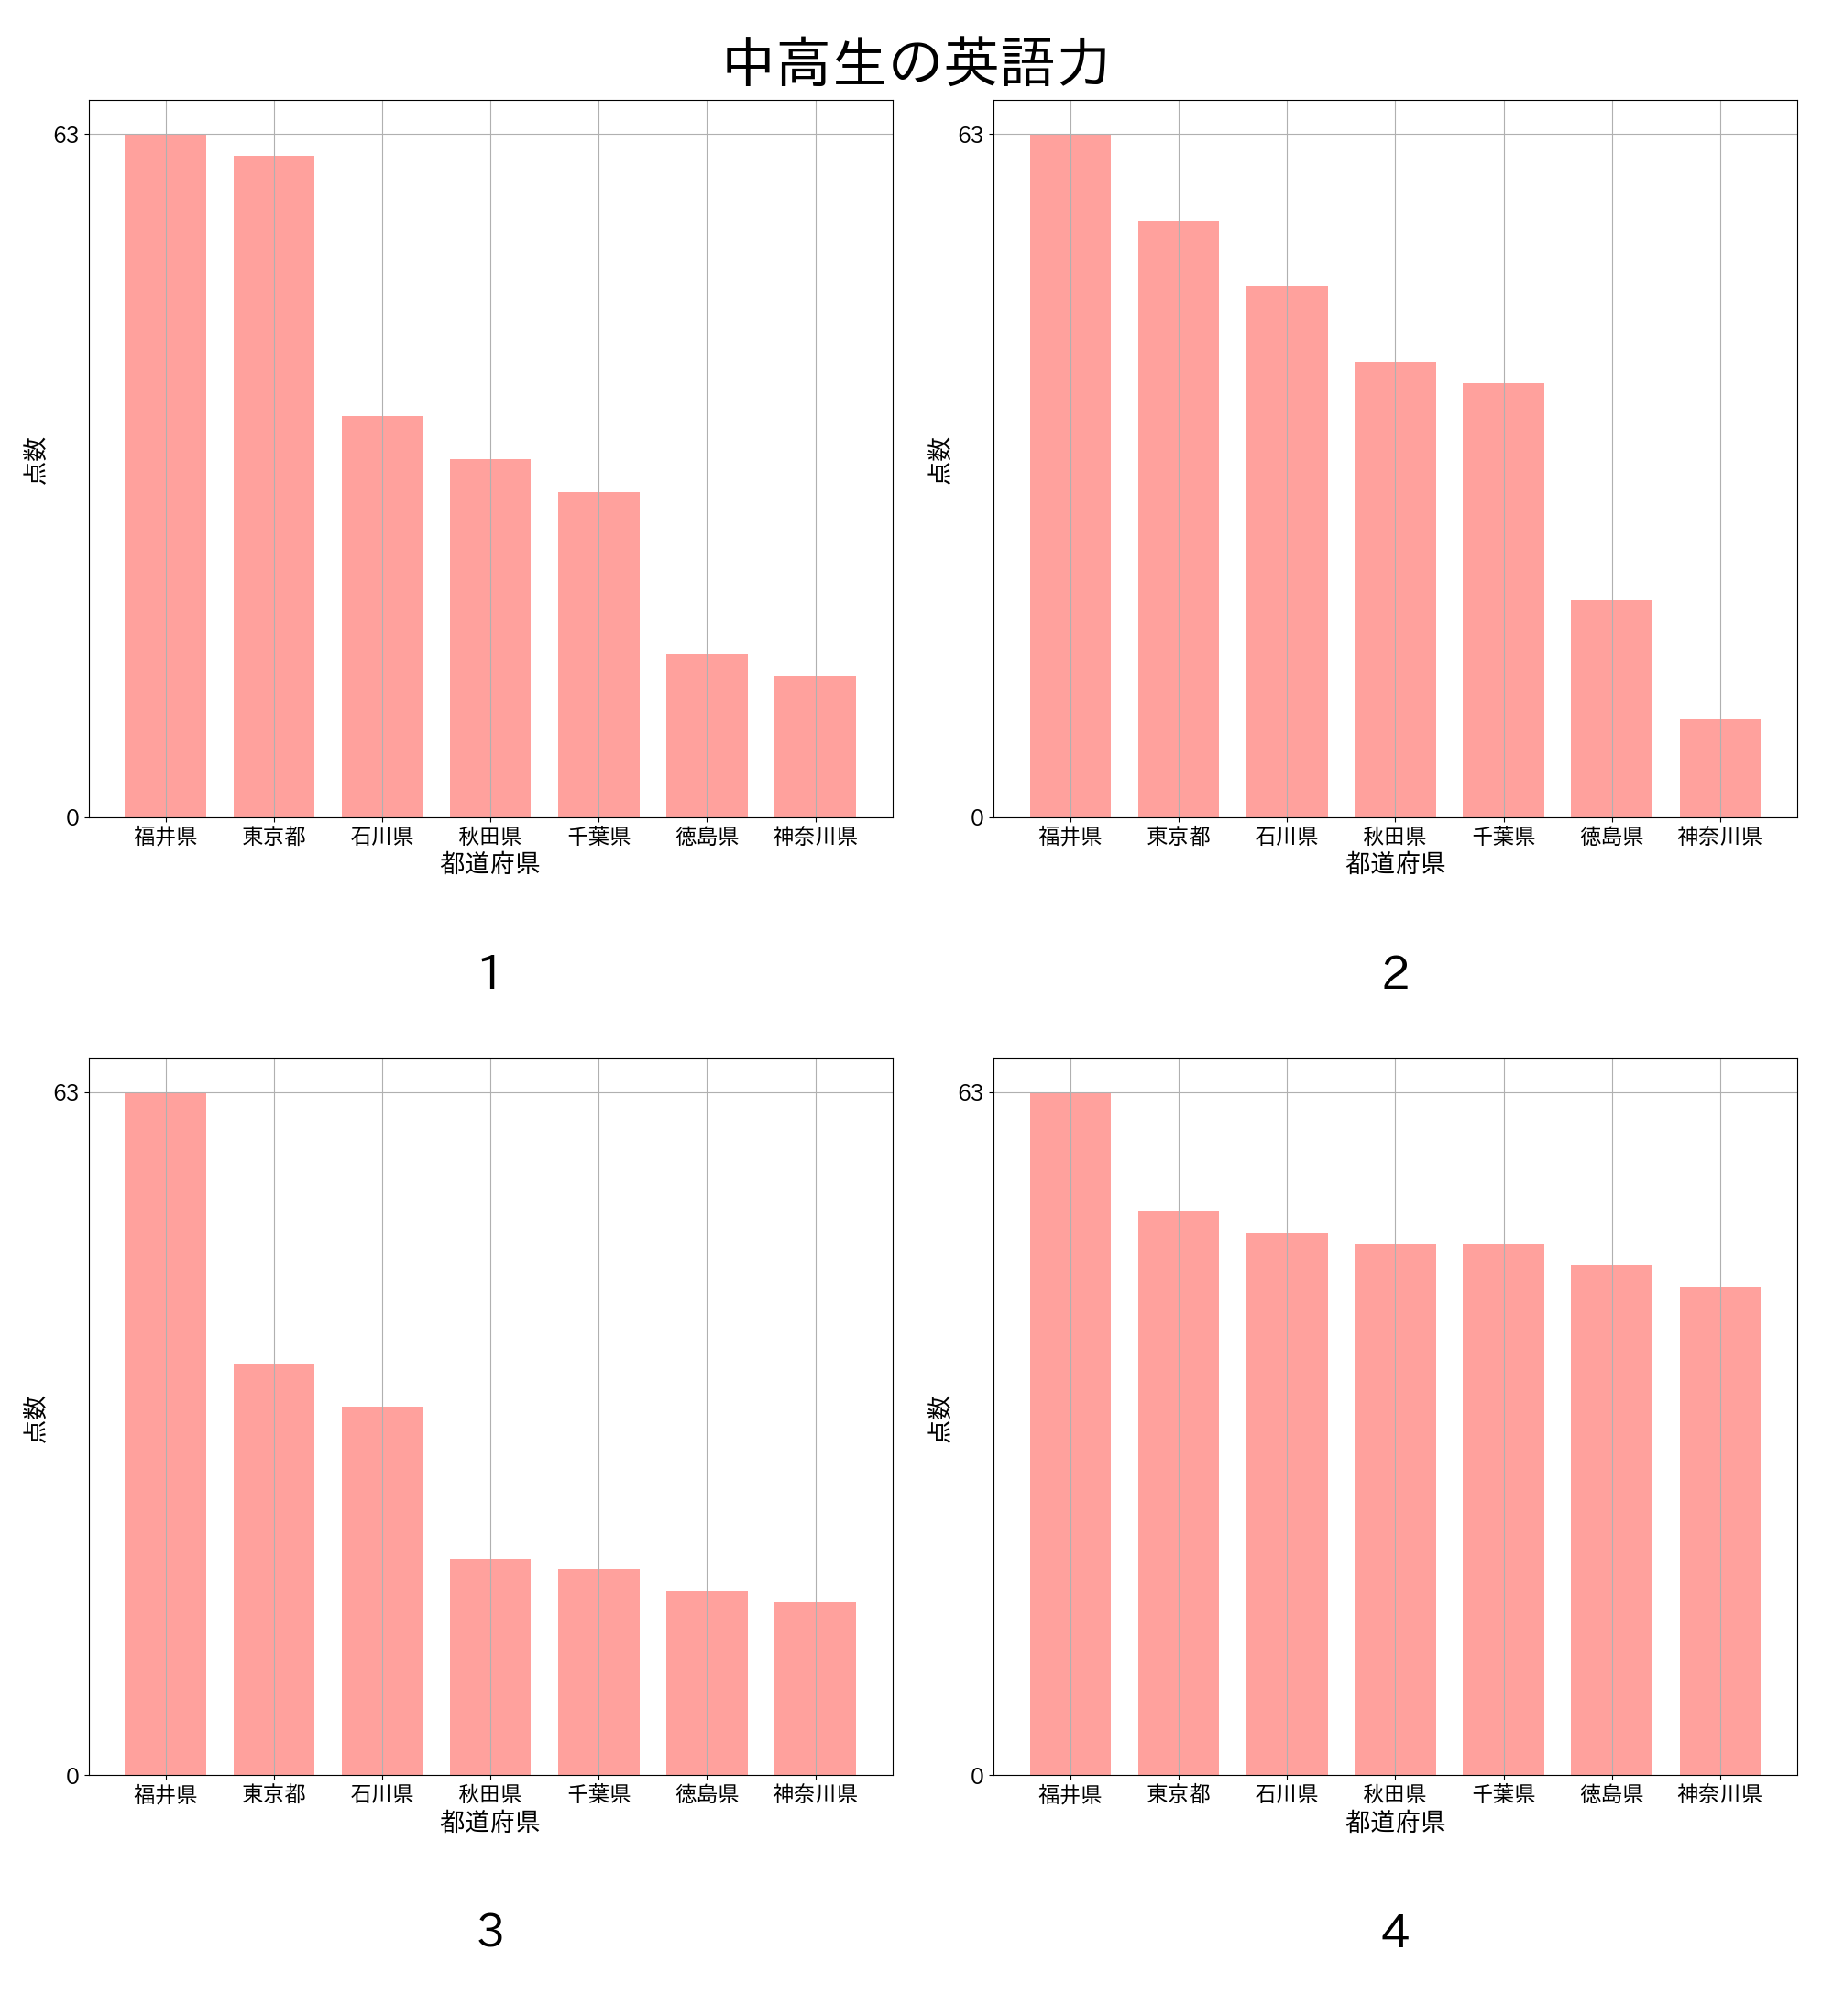 中高生の英語力
63
0
点数
福井県 東京都 石川県 秋田県 千葉県 徳島県 神奈川県
都道府県
1
63
0
点数
福井県 東京都 石川県 秋田県 千葉県 徳島県 神奈川県
都道府県
2
63
0
点数
福井県 東京都 石川県 秋田県 千葉県 徳島県 神奈川県
都道府県
3
63
0
点数
福井県 東京都 石川県 秋田県 千葉県 徳島県 神奈川県
都道府県
4